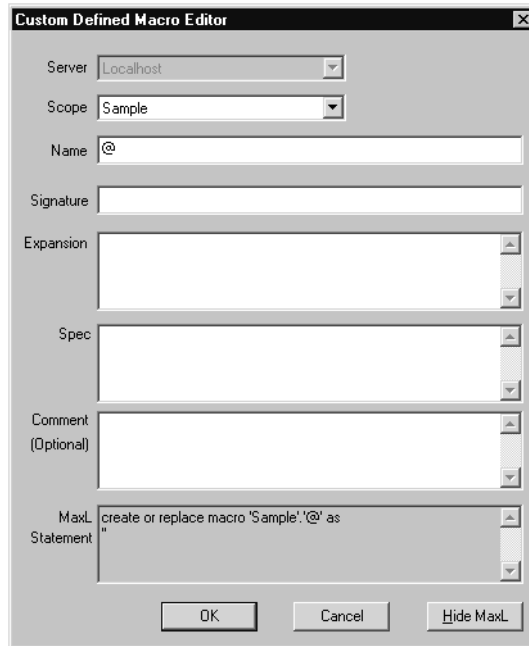 Custom Defined Macro Editor
Server Localhost
Scope Sample
Name @
Signature
Expansion
Spec
Comment
(Optional)
MaxL create or replace macro 'Sample'.'@' as
Statement ''
OK Cancel Hide MaxL